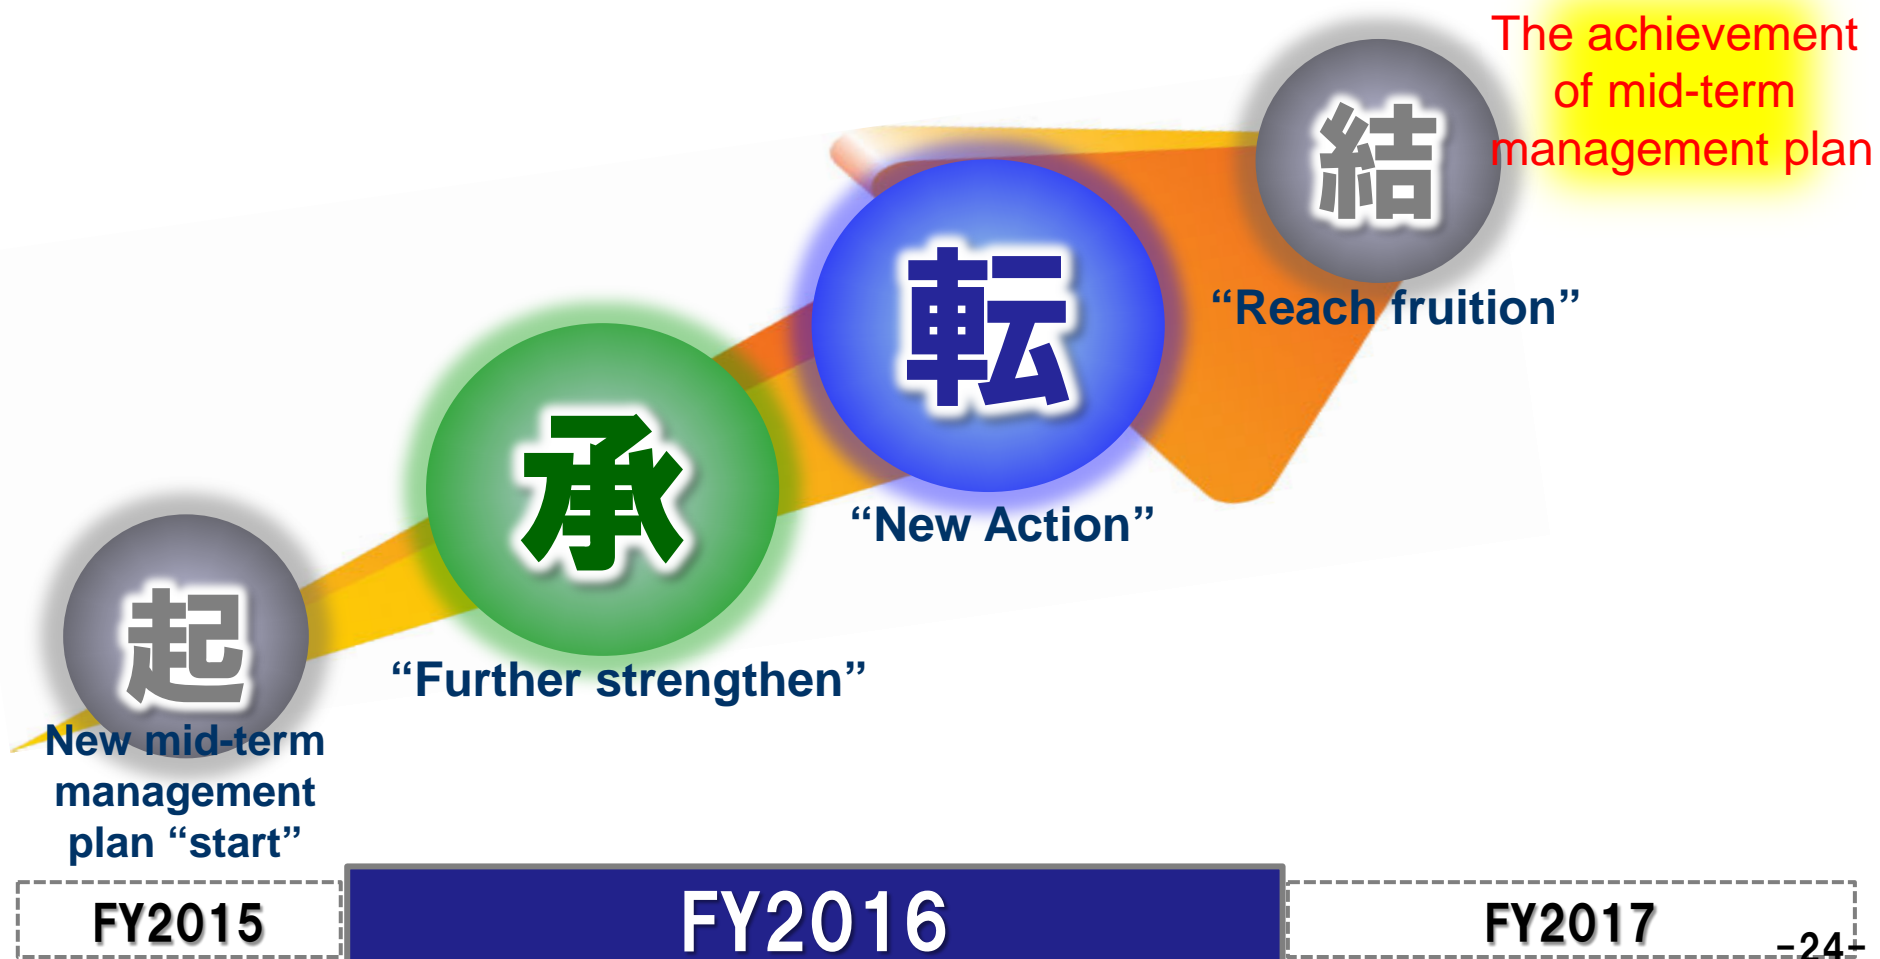 The achievement
of mid-term
management plan
結
“Reach fruition”
転
“New Action”
承
“Further strengthen”
起
New mid-term
management
plan “start”
FY2015
FY2016
FY2017
-24-